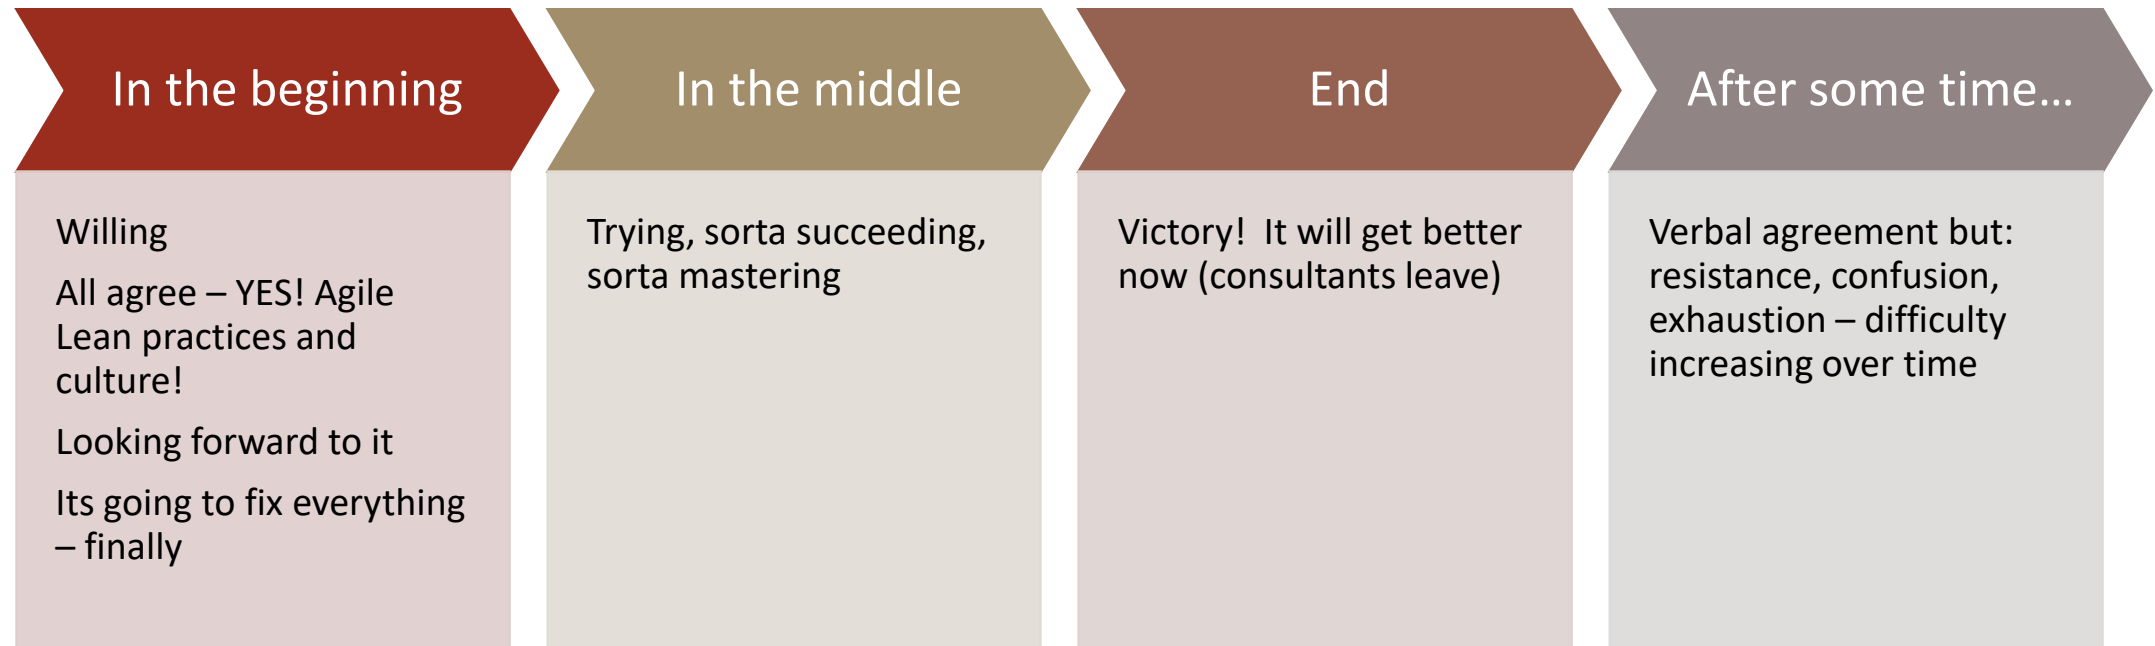 In the beginning
Willing
All agree – YES! Agile
Lean practices and
culture!
Looking forward to it
Its going to fix everything
– finally
In the middle
Trying, sorta succeeding,
sorta mastering
End
Victory!  It will get better
now (consultants leave)
After some time…
Verbal agreement but:
resistance, confusion,
exhaustion – difficulty
increasing over time